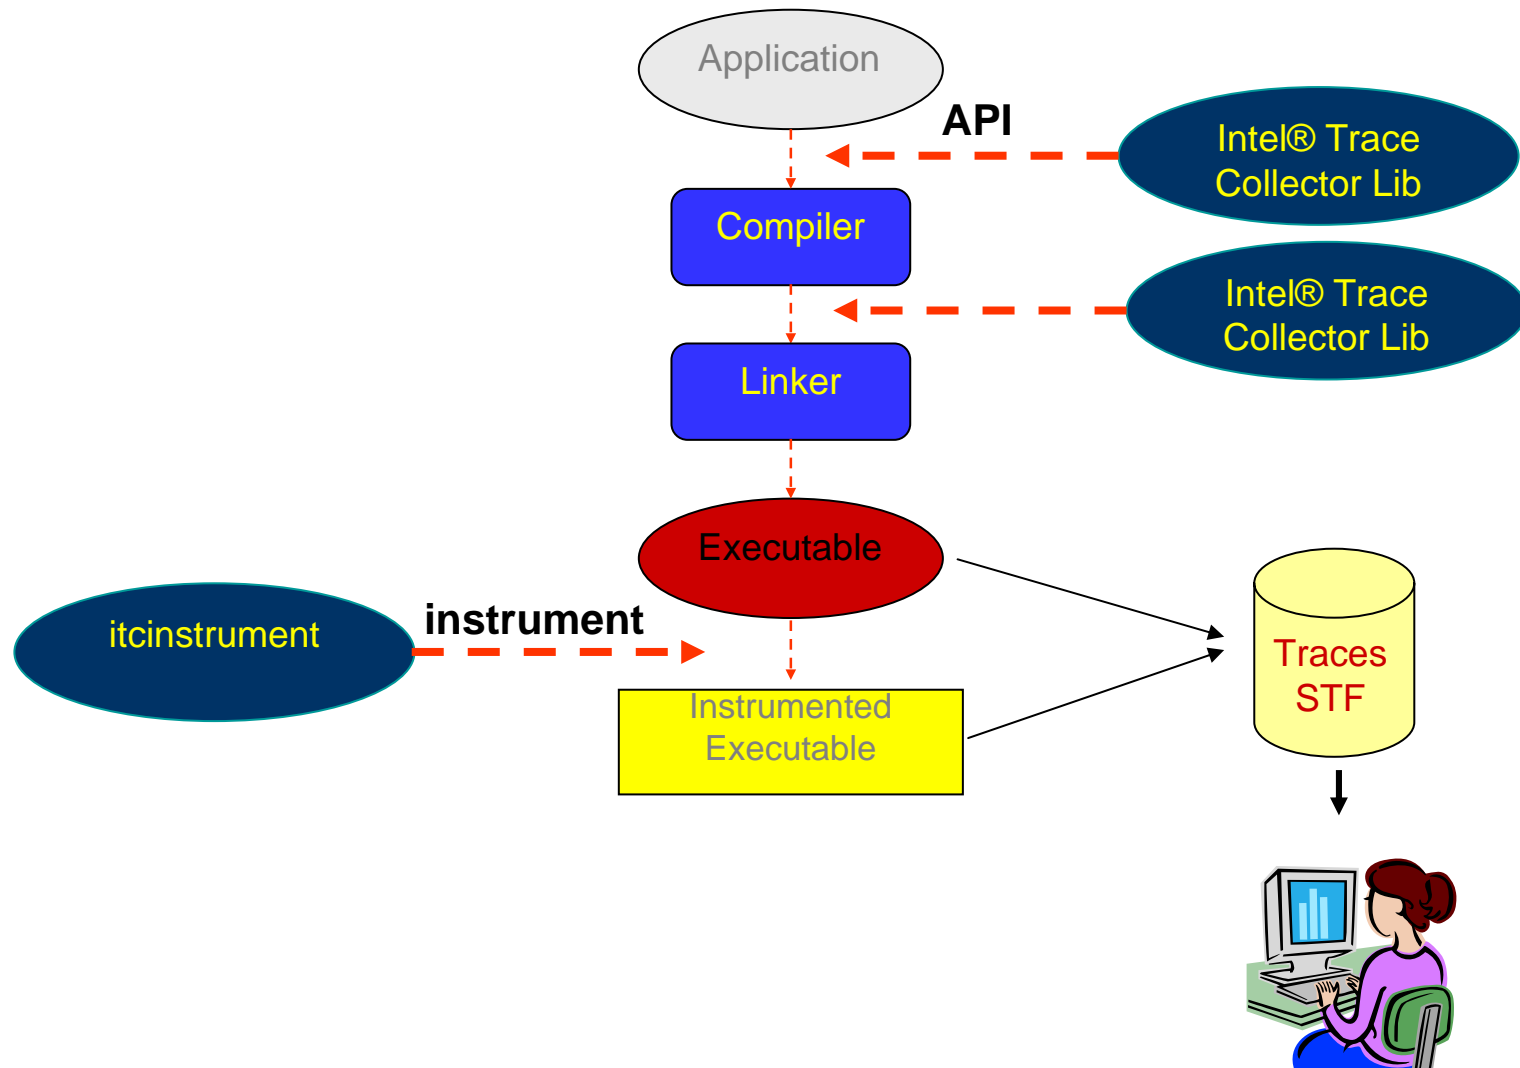 Application
API
Intel® Trace
Collector Lib
Compiler
Intel® Trace
Collector Lib
Linker
Executable
instrument
itcinstrument
Traces
STF
Instrumented
Executable